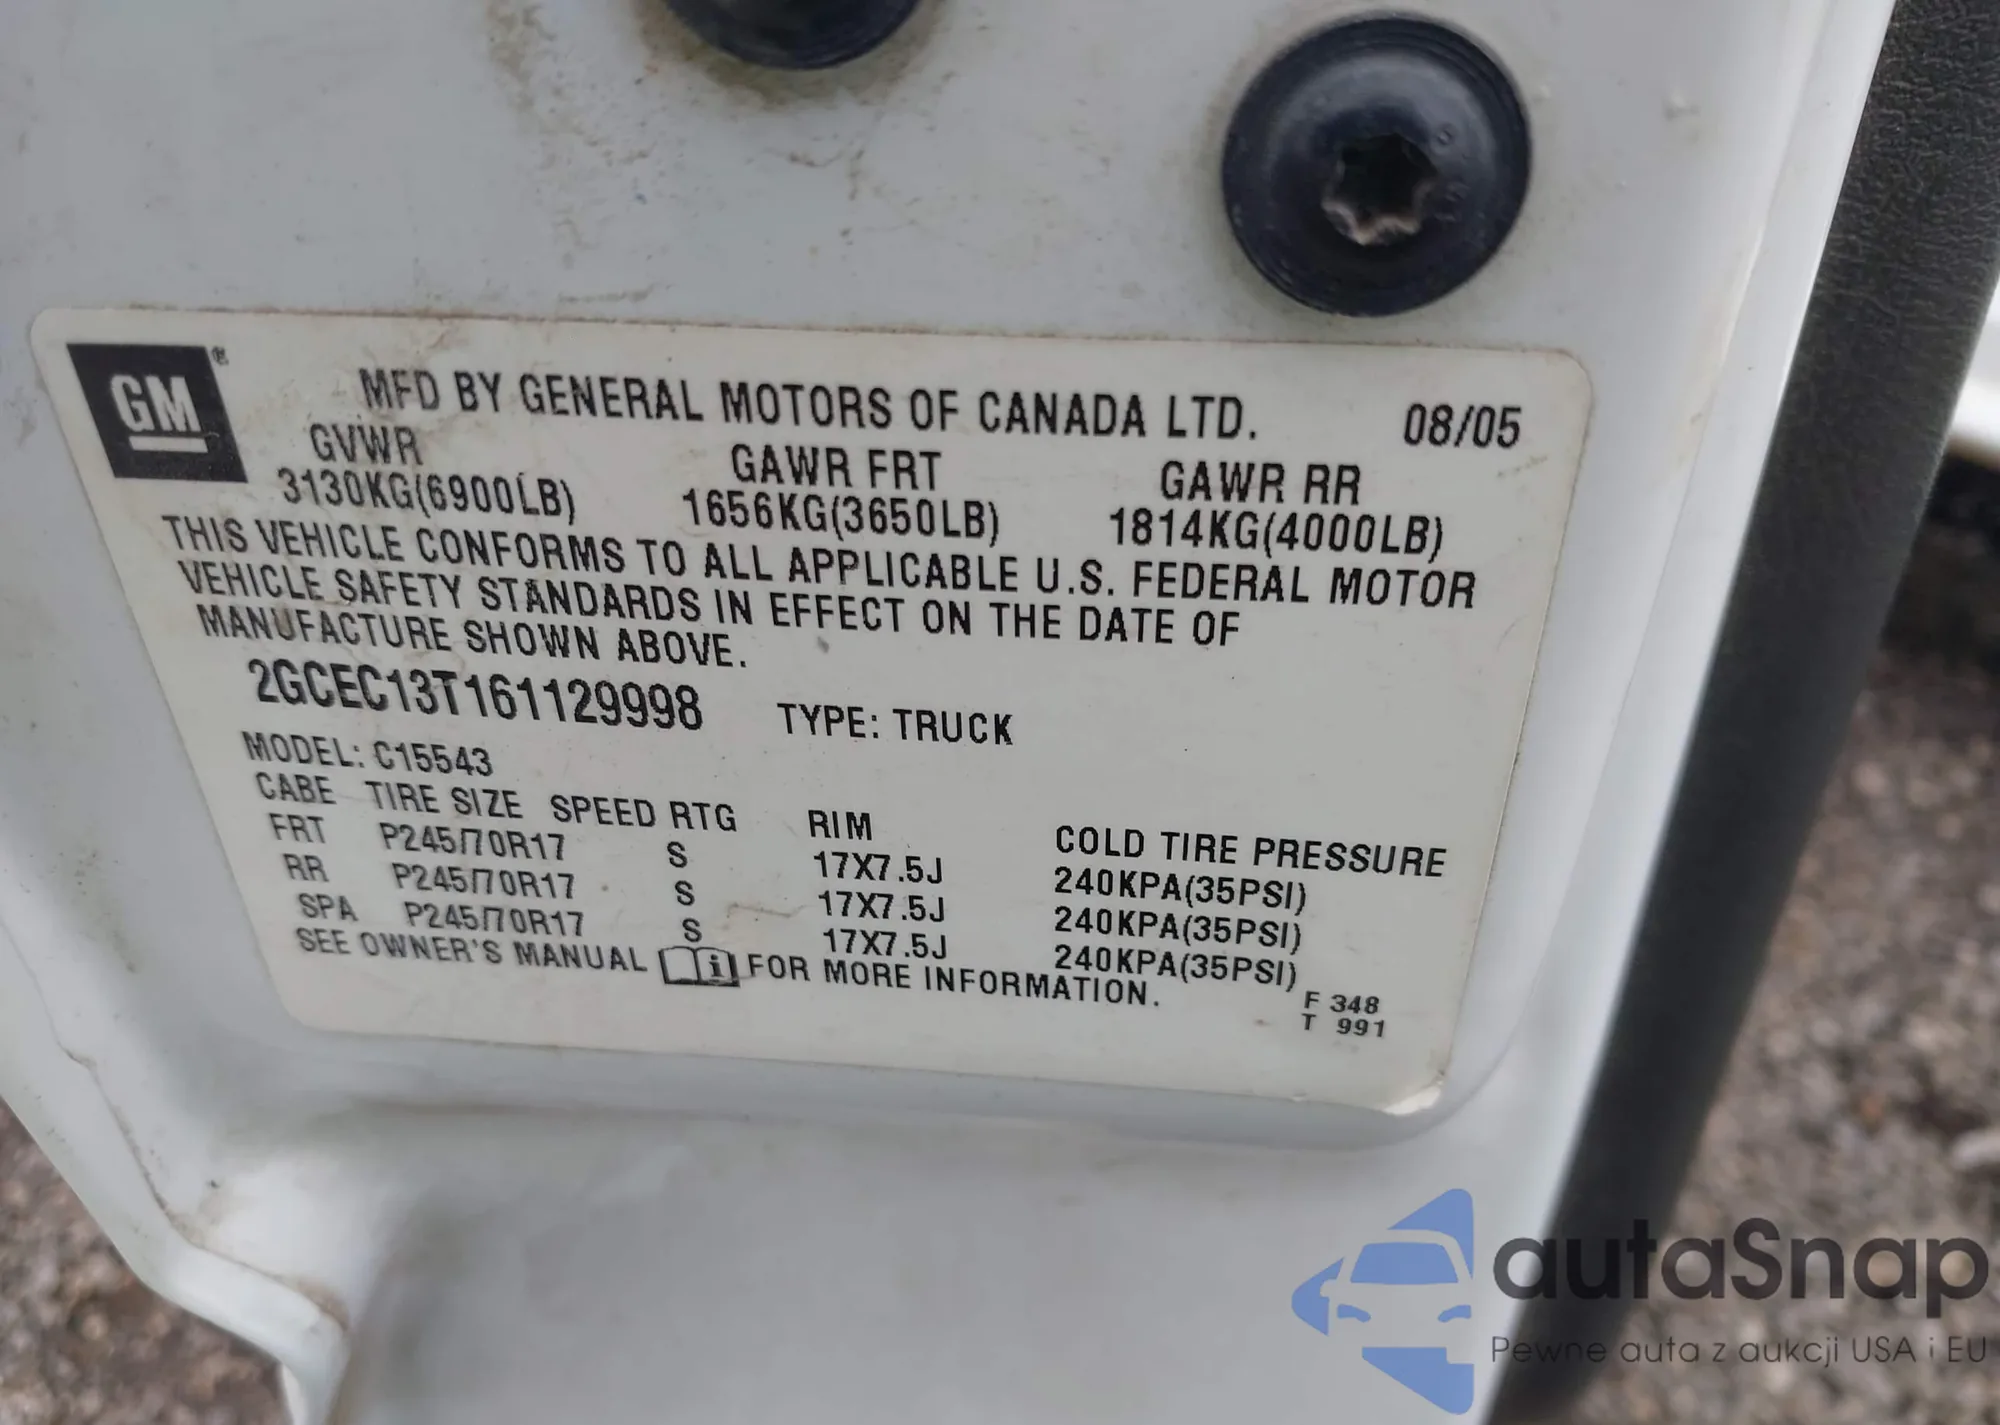 GM®
MFD BY GENERAL MOTORS OF CANADA LTD. 08/05
GVWR GAWR FRT GAWR RR
3130KG(6900LB) 1656KG(3650LB) 1814KG(4000LB)
THIS VEHICLE CONFORMS TO ALL APPLICABLE U.S. FEDERAL MOTOR
VEHICLE SAFETY STANDARDS IN EFFECT ON THE DATE OF
MANUFACTURE SHOWN ABOVE.
2GCEC13T161129998 TYPE: TRUCK
MODEL: C15543
CABE TIRE SIZE SPEED RTG RIM COLD TIRE PRESSURE
FRT P245/70R17 S 17X7.5J 240KPA(35PSI)
RR P245/70R17 S 17X7.5J 240KPA(35PSI)
SPA P245/70R17 S 17X7.5J 240KPA(35PSI)
SEE OWNER'S MANUAL i FOR MORE INFORMATION.
F 348
T 991
autaSnap
Pewne auta z aukcji USA i EU